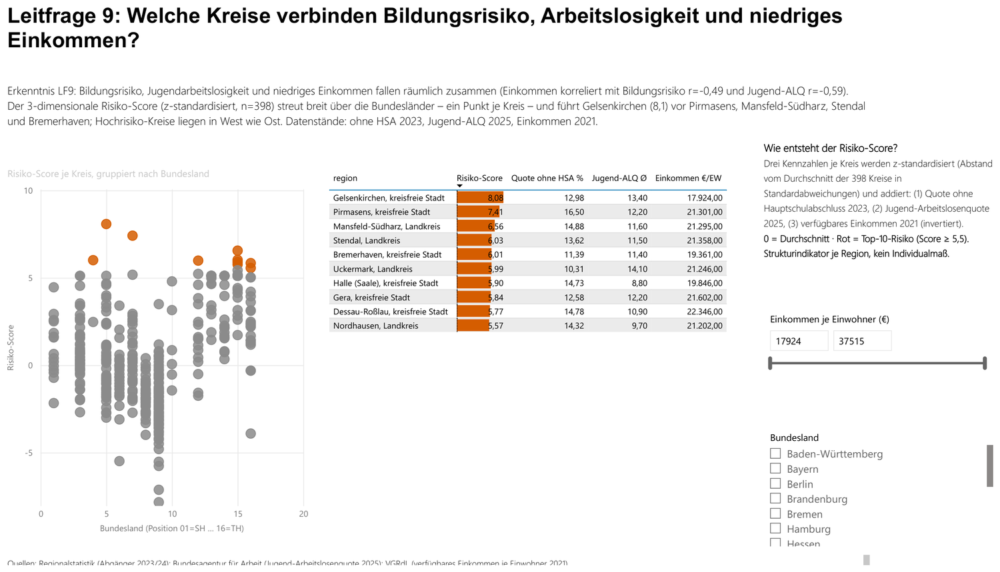 Leitfrage 9: Welche Kreise verbinden Bildungsrisiko, Arbeitslosigkeit und niedriges
Einkommen?
Erkenntnis LF9: Bildungsrisiko, Jugendarbeitslosigkeit und niedriges Einkommen fallen räumlich zusammen (Einkommen korreliert mit Bildungsrisiko r=-0,49 und Jugend-ALQ r=-0,59).
Der 3-dimensionale Risiko-Score (z-standardisiert, n=398) streut breit über die Bundesländer – ein Punkt je Kreis – und führt Gelsenkirchen (8,1) vor Pirmasens, Mansfeld-Südharz, Stendal
und Bremerhaven; Hochrisiko-Kreise liegen in West wie Ost. Datenstände: ohne HSA 2023, Jugend-ALQ 2025, Einkommen 2021.
Risiko-Score je Kreis, gruppiert nach Bundesland
10
5
0
-5
Risiko-Score
0 5 10 15 20
Bundesland (Position 01=SH ... 16=TH)
region Risiko-Score Quote ohne HSA % Jugend-ALQ Ø Einkommen €/EW
Gelsenkirchen, kreisfreie Stadt 8,08 12,98 13,40 17.924,00
Pirmasens, kreisfreie Stadt 7,41 16,50 12,20 21.301,00
Mansfeld-Südharz, Landkreis 6,56 14,88 11,60 21.295,00
Stendal, Landkreis 6,03 13,62 11,50 21.358,00
Bremerhaven, kreisfreie Stadt 6,01 11,39 11,40 19.361,00
Uckermark, Landkreis 5,99 10,31 14,10 21.246,00
Halle (Saale), kreisfreie Stadt 5,90 14,73 8,80 19.846,00
Gera, kreisfreie Stadt 5,84 12,58 12,20 21.602,00
Dessau-Roßlau, kreisfreie Stadt 5,77 14,78 10,90 22.346,00
Nordhausen, Landkreis 5,57 14,32 9,70 21.202,00
Wie entsteht der Risiko-Score?
Drei Kennzahlen je Kreis werden z-standardisiert (Abstand
vom Durchschnitt der 398 Kreise in
Standardabweichungen) und addiert: (1) Quote ohne
Hauptschulabschluss 2023, (2) Jugend-Arbeitslosenquote
2025, (3) verfügbares Einkommen 2021 (invertiert).
0 = Durchschnitt · Rot = Top-10-Risiko (Score ≥ 5,5).
Strukturindikator je Region, kein Individualmaß.
Einkommen je Einwohner (€)
17924 37515
Bundesland
Baden-Württemberg
Bayern
Berlin
Brandenburg
Bremen
Hamburg
Hessen
Quellen: Regionalstatistik (Abgänger 2023/24); Bundesagentur für Arbeit (Jugend-Arbeitslosenquote 2025); VGRdL (verfügbares Einkommen je Einwohner 2021)